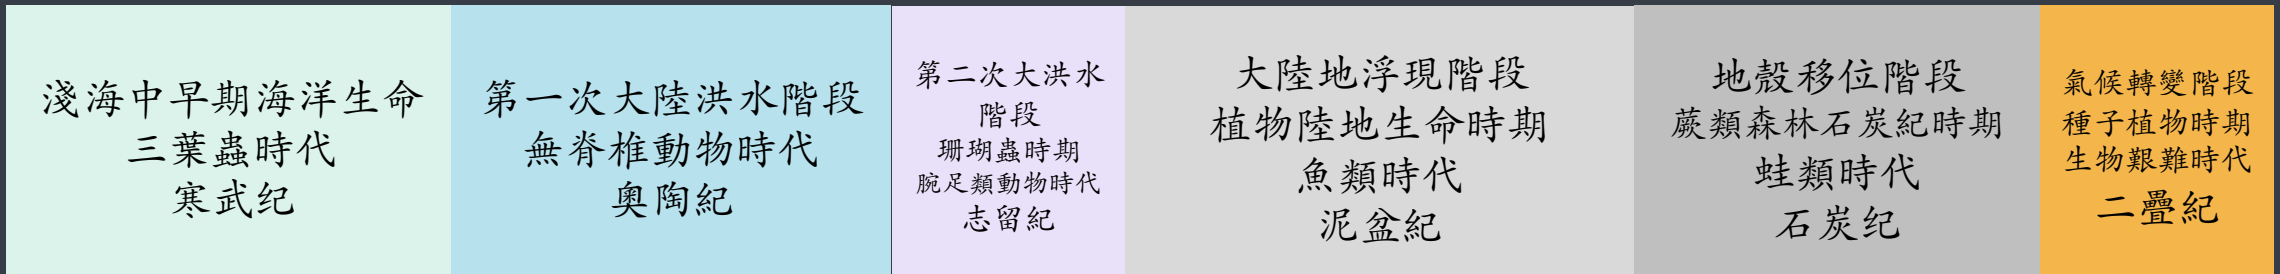 淺海中早期海洋生命
三葉蟲時代
寒武纪
第一次大陸洪水階段
無脊椎動物時代
奧陶紀
第二次大洪水
階段
珊瑚蟲時期
腕足類動物時代
志留紀
大陸地浮現階段
植物陸地生命時期
魚類時代
泥盆紀
地殼移位階段
蕨類森林石炭紀時期
蛙類時代
石炭纪
氣候轉變階段
種子植物時期
生物艱難時代
二疊紀